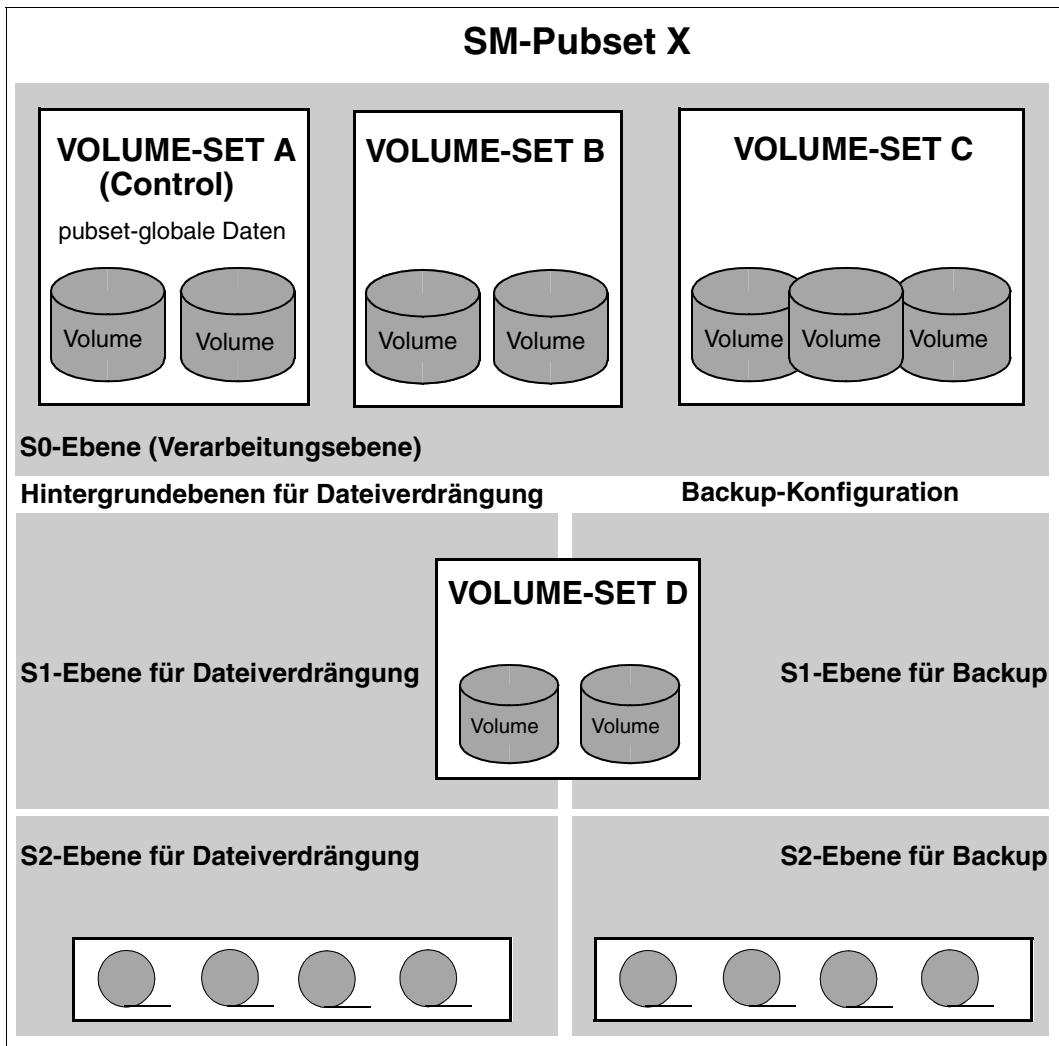 SM-Pubset X
VOLUME-SET A
(Control)
pubset-globale Daten
Volume
Volume
VOLUME-SET B
Volume
Volume
VOLUME-SET C
Volume
Volume
Volume
S0-Ebene (Verarbeitungsebene)
Hintergrundebenen für Dateiverdrängung
Backup-Konfiguration
VOLUME-SET D
Volume
Volume
S1-Ebene für Dateiverdrängung
S1-Ebene für Backup
S2-Ebene für Dateiverdrängung
S2-Ebene für Backup